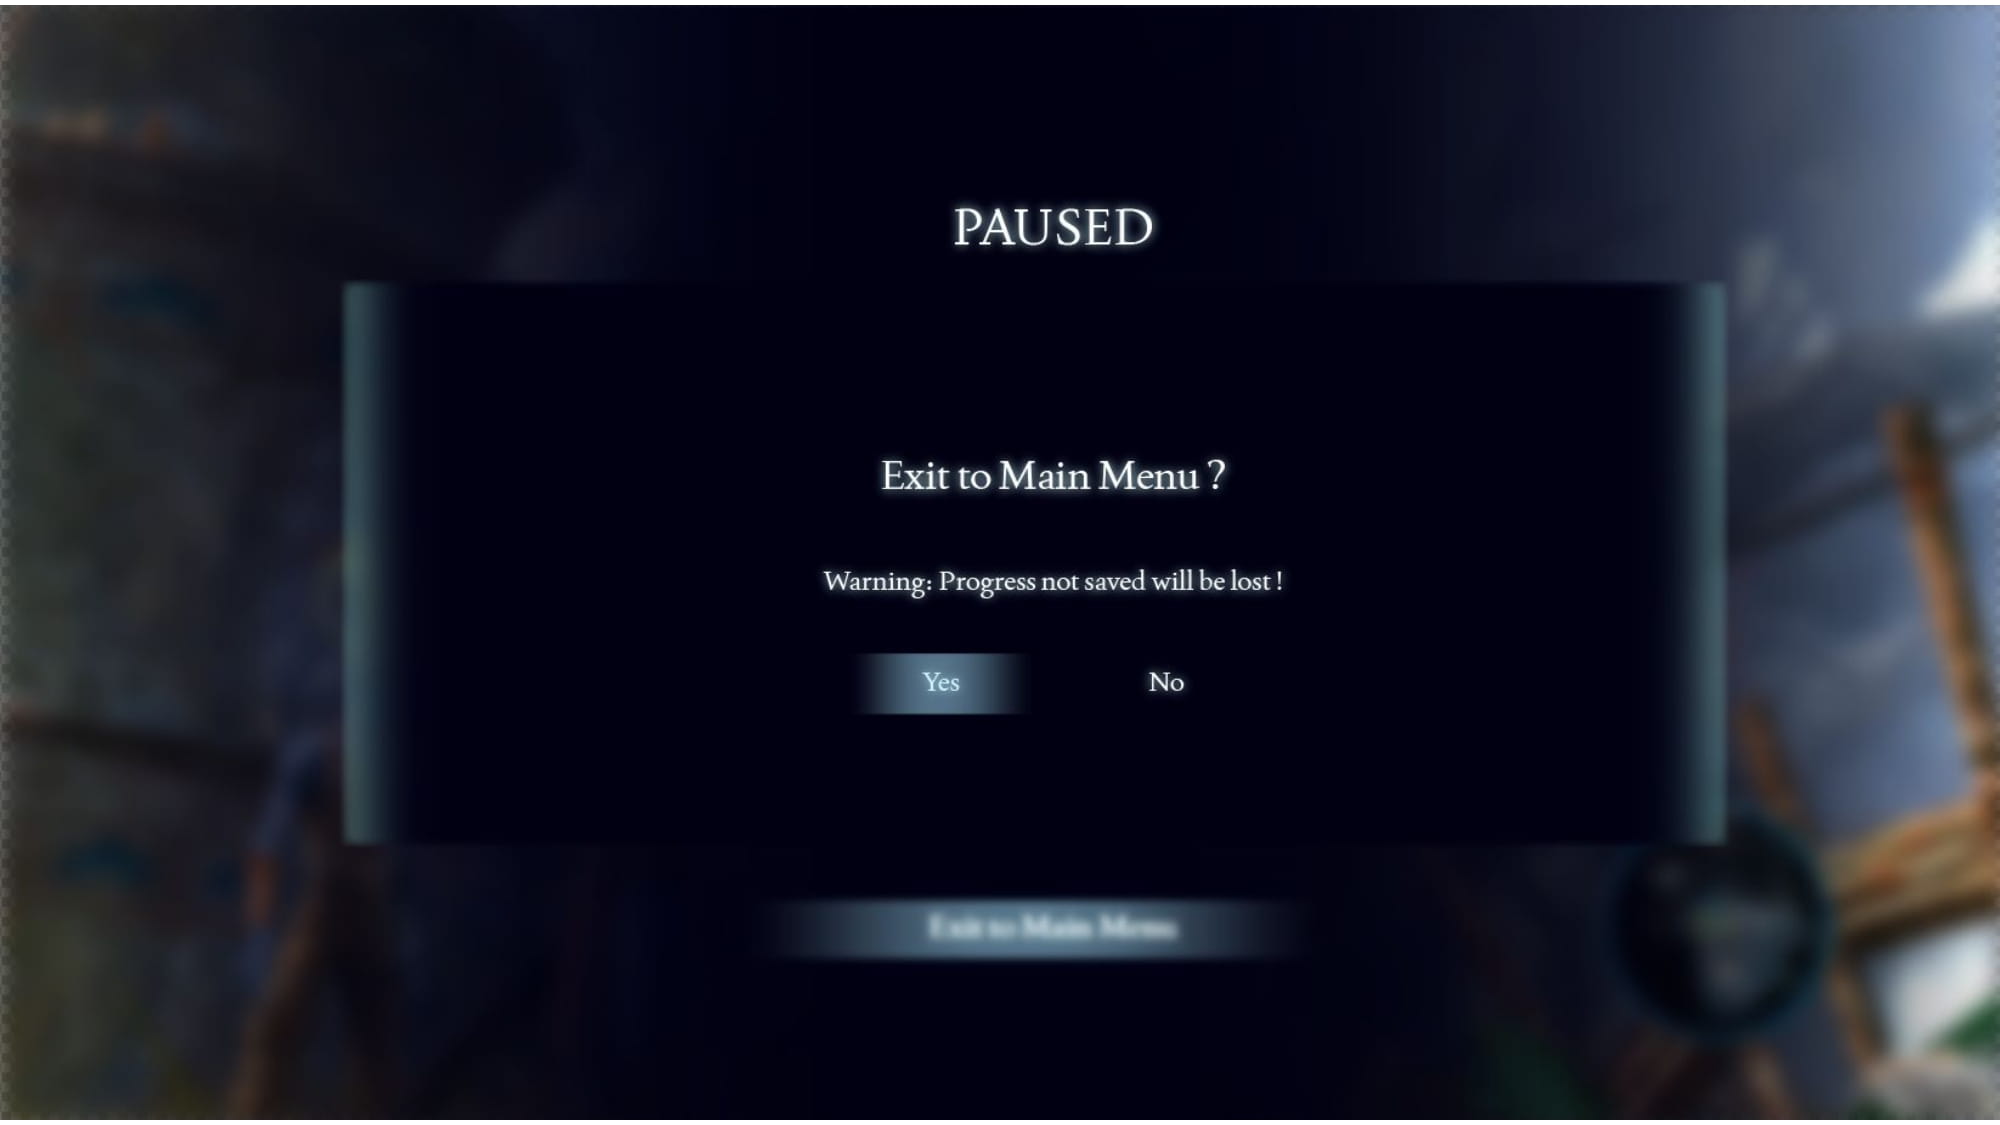 PAUSED
Exit to Main Menu ?
Warning: Progress not saved will be lost !
Yes No
Exit to Main Menu